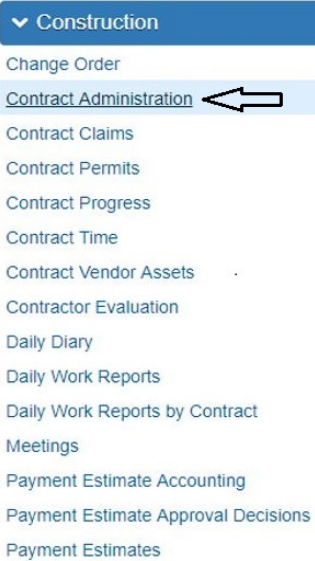 Construction
Change Order
Contract Administration
Contract Claims
Contract Permits
Contract Progress
Contract Time
Contract Vendor Assets
Contractor Evaluation
Daily Diary
Daily Work Reports
Daily Work Reports by Contract
Meetings
Payment Estimate Accounting
Payment Estimate Approval Decisions
Payment Estimates